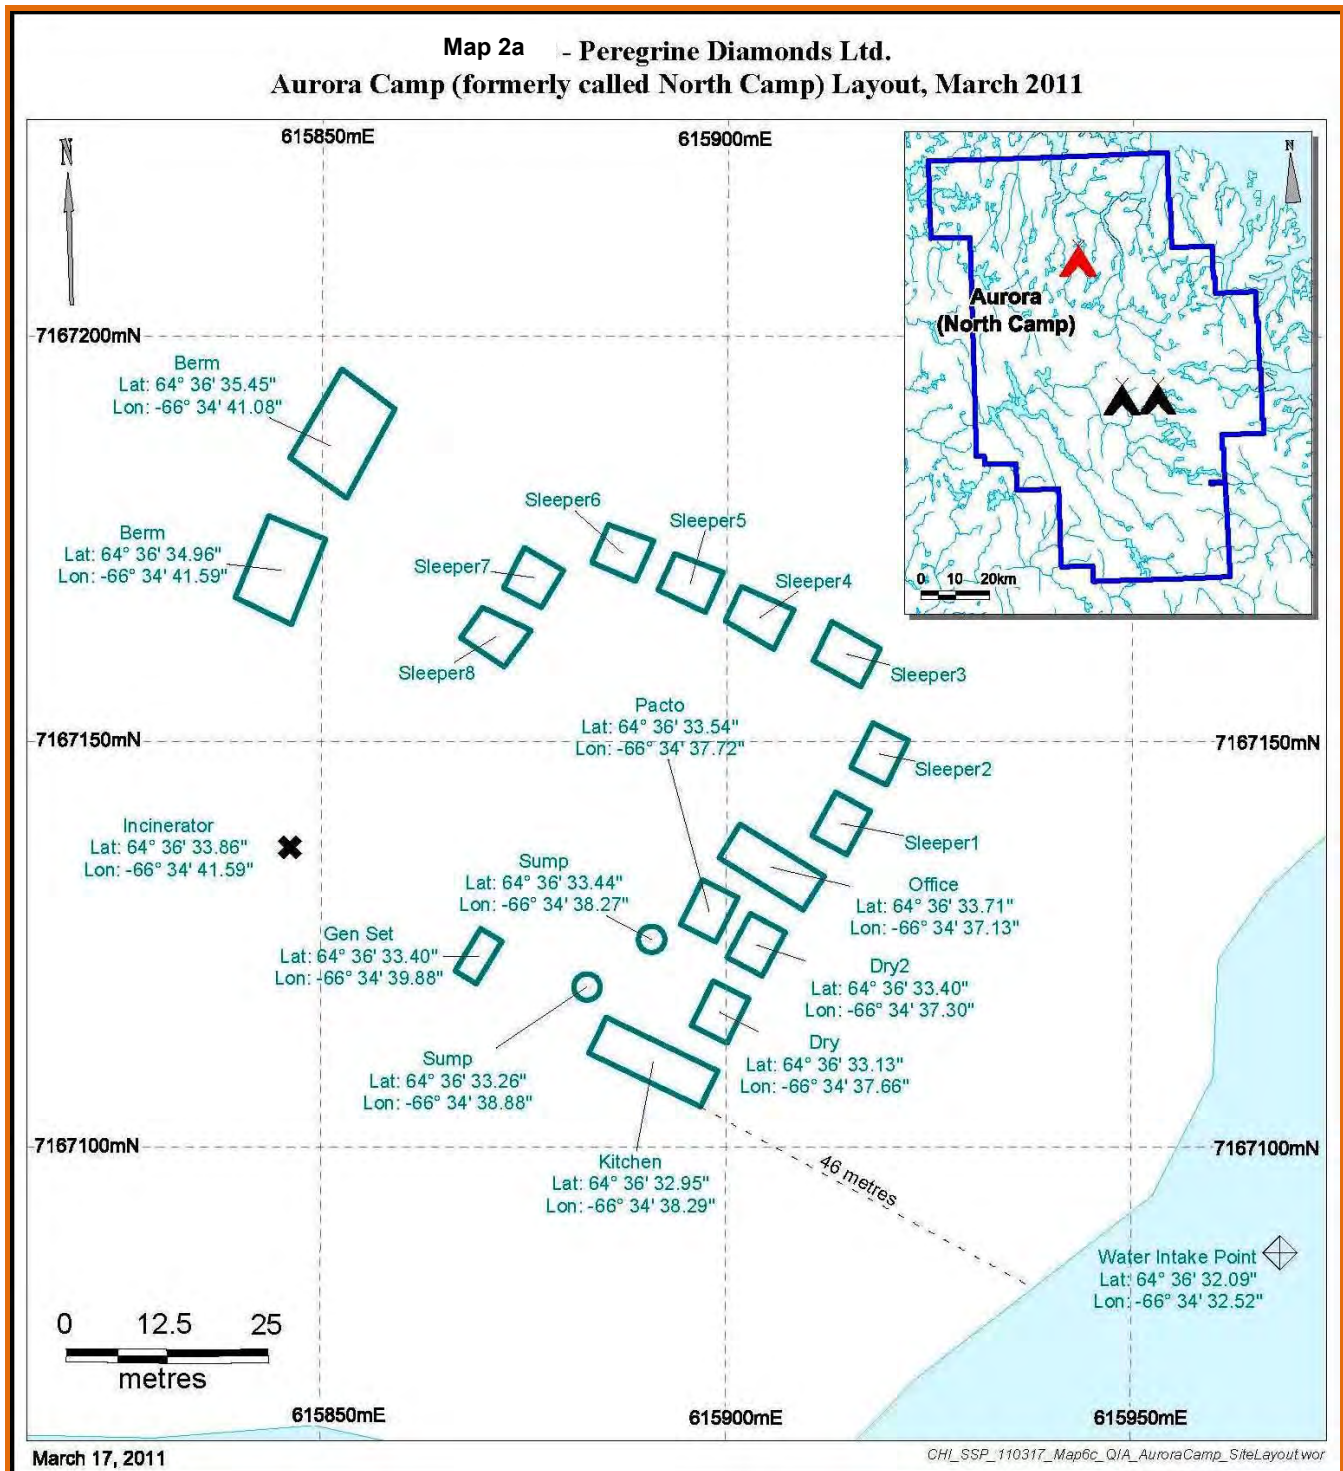 Map 2a - Peregrine Diamonds Ltd.
Aurora Camp (formerly called North Camp) Layout, March 2011
615850mE
615900mE
N
N
Aurora
(North Camp)
0 10 20km
7167200mN
Berm
Lat: 64° 36' 35.45"
Lon: -66° 34' 41.08"
Berm
Lat: 64° 36' 34.96"
Lon: -66° 34' 41.59"
Sleeper6
Sleeper5
Sleeper7
Sleeper4
Sleeper8
Sleeper3
Pacto
Lat: 64° 36' 33.54"
Lon: -66° 34' 37.72"
7167150mN
7167150mN
Sleeper2
Incinerator
Lat: 64° 36' 33.86"
Lon: -66° 34' 41.59"
Sleeper1
Sump
Lat: 64° 36' 33.44"
Lon: -66° 34' 38.27"
Office
Lat: 64° 36' 33.71"
Lon: -66° 34' 37.13"
Gen Set
Lat: 64° 36' 33.40"
Lon: -66° 34' 39.88"
Dry2
Lat: 64° 36' 33.40"
Lon: -66° 34' 37.30"
Sump
Lat: 64° 36' 33.26"
Lon: -66° 34' 38.88"
Dry
Lat: 64° 36' 33.13"
Lon: -66° 34' 37.66"
7167100mN
7167100mN
Kitchen
Lat: 64° 36' 32.95"
Lon: -66° 34' 38.29"
46 metres
Water Intake Point
Lat: 64° 36' 32.09"
Lon: -66° 34' 32.52"
0 12.5 25
metres
615850mE
615900mE
615950mE
March 17, 2011
CHI_SSP_110317_Map6c_QIA_AuroraCamp_SiteLayout.wor